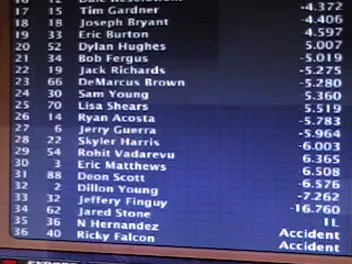 17 15 Tim Gardner -4.372
18 18 Joseph Bryant -4.406
19 33 Eric Burton 4.597
20 52 Dylan Hughes 5.007
21 34 Bob Fergus -5.019
22 19 Jack Richards -5.275
23 66 DeMarcus Brown -5.280
24 30 Sam Young 5.360
25 70 Lisa Shears -5.519
26 14 Ryan Acosta -5.783
27 6 Jerry Guerra -5.964
28 22 Skyler Harris -6.003
29 54 Rohit Vadarevu 6.365
30 3 Eric Matthews 6.508
31 88 Deon Scott -6.576
32 2 Dillon Young -7.262
33 32 Jeffery Finguy -16.760
34 62 Jared Stone 1L
35 36 N Hernandez Accident
36 40 Ricky Falcon Accident